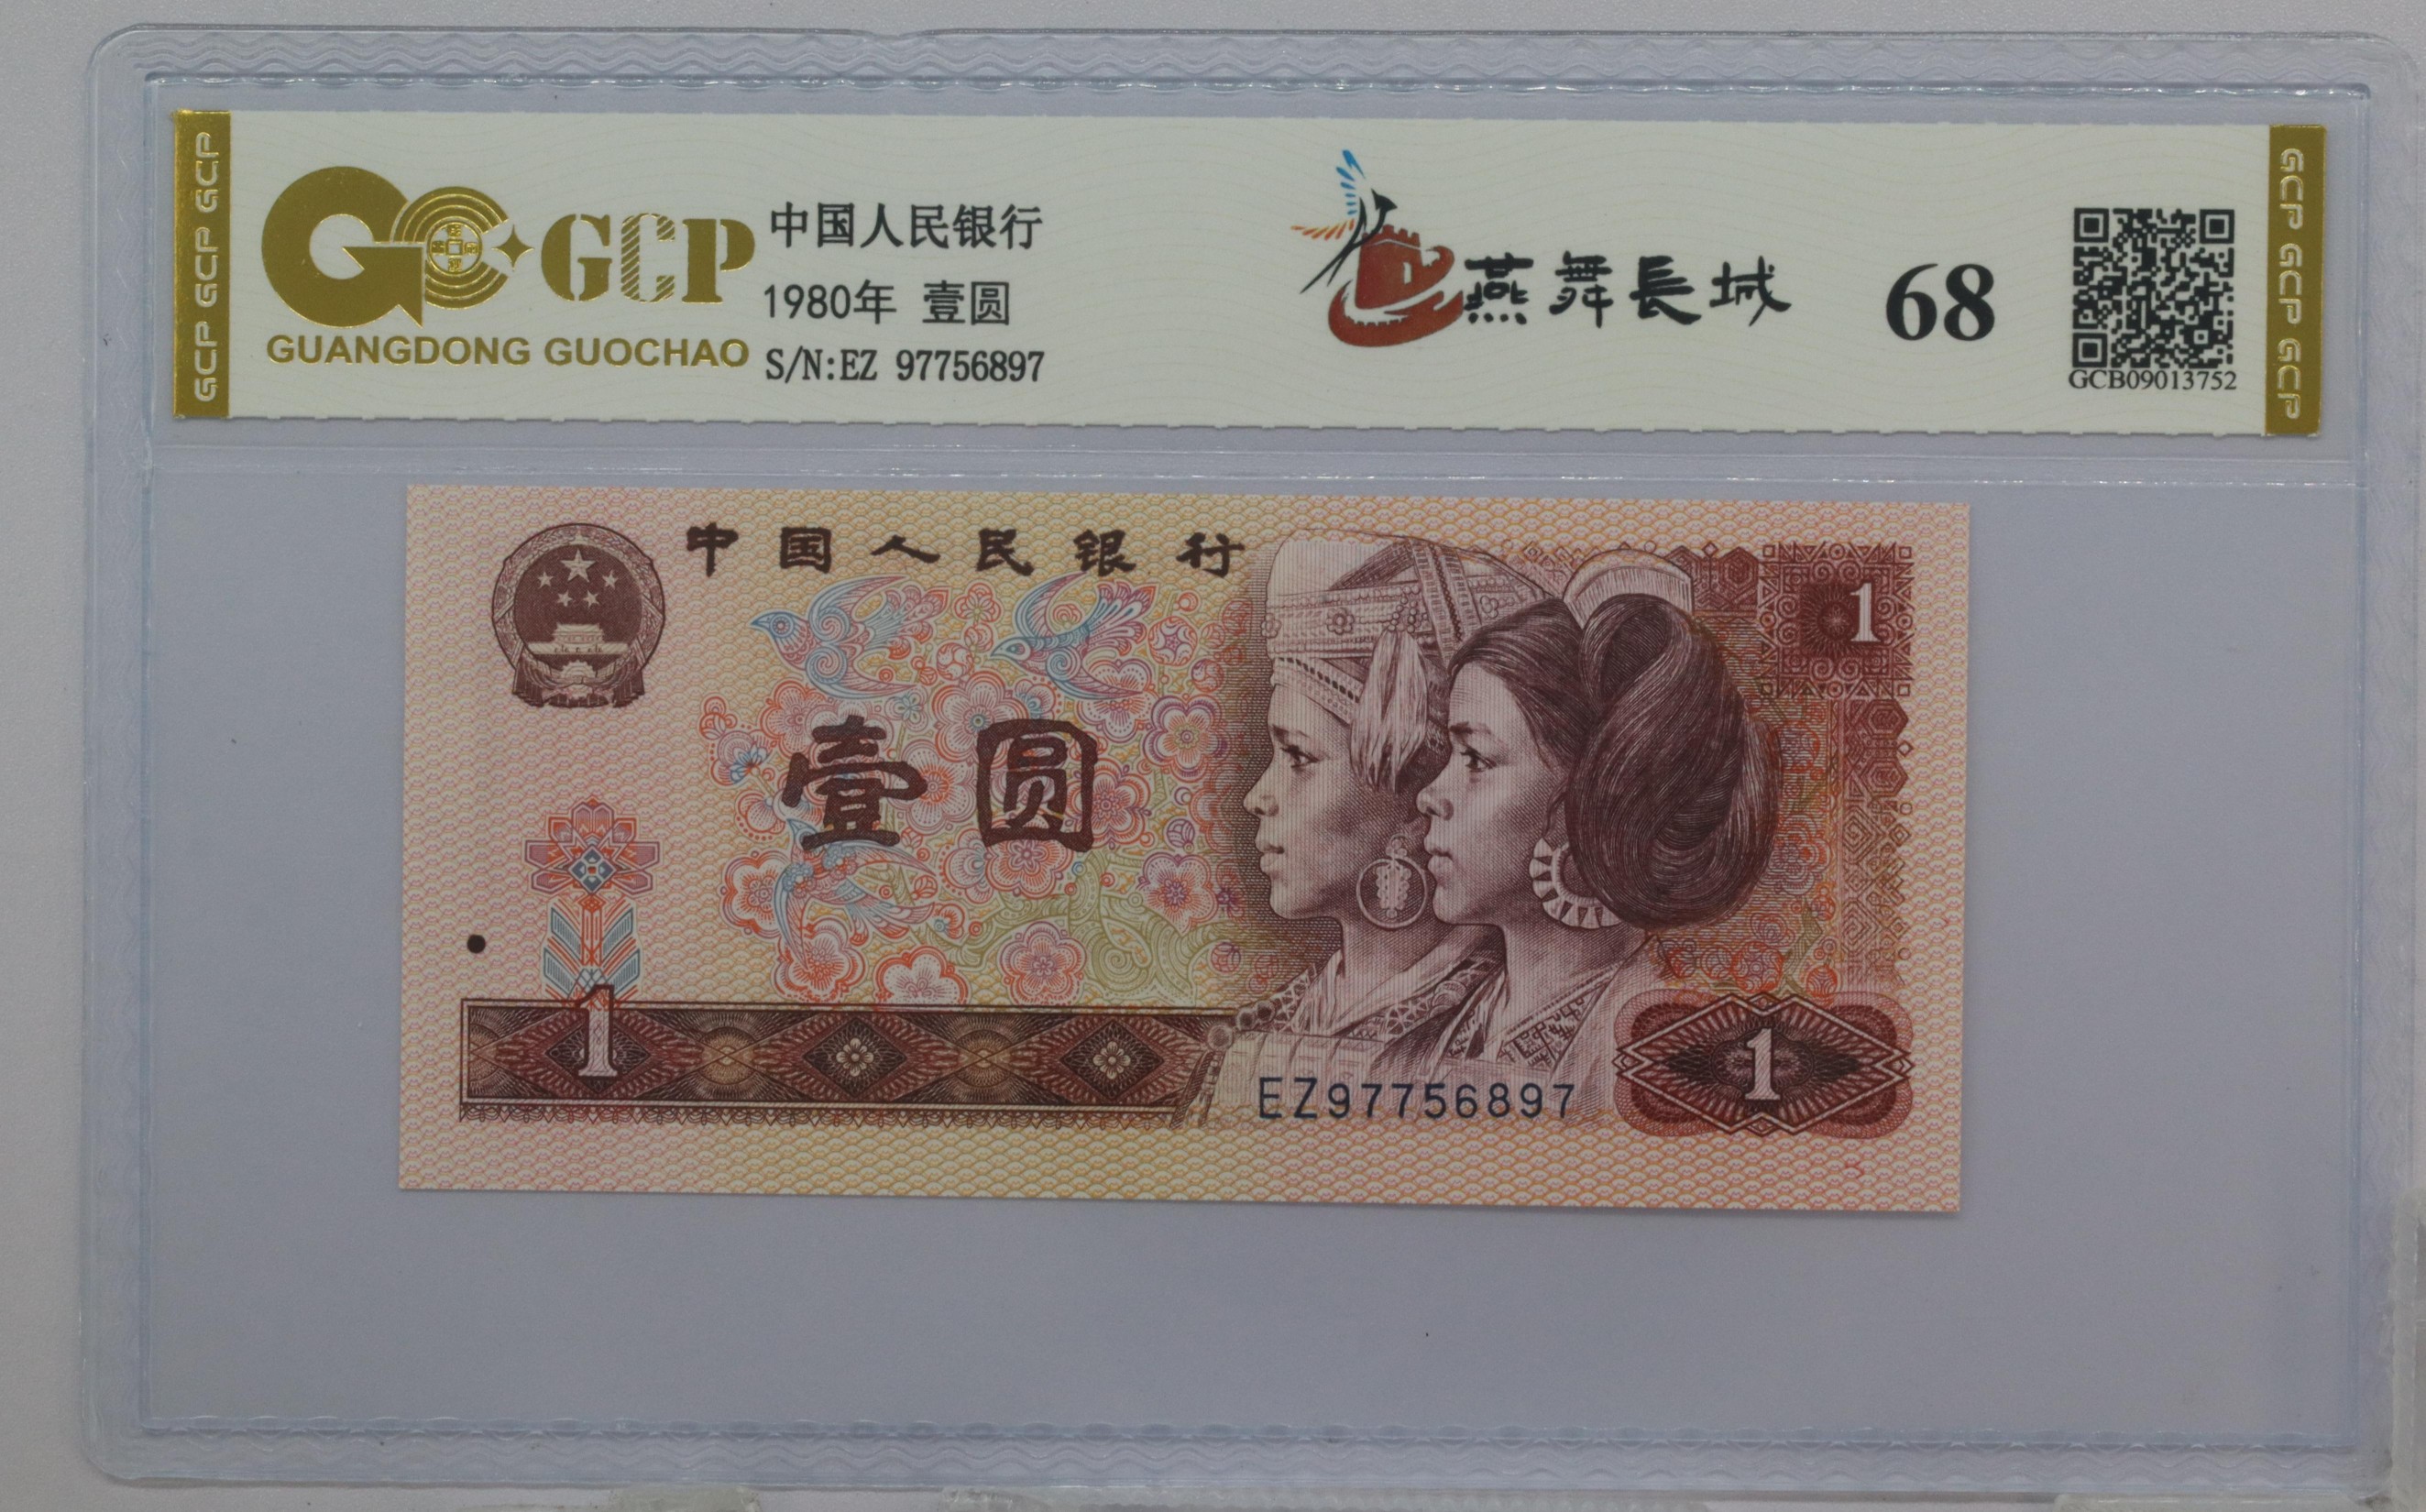 GCP GCP GCP
GCP
GUANGDONG GUOCHAO
中国人民银行
1980年 壹圆
S/N:EZ 97756897
燕舞長城
68
GCB09013752
GCP GCP GCP
中国人民银行
1
壹圆
1
EZ97756897
1